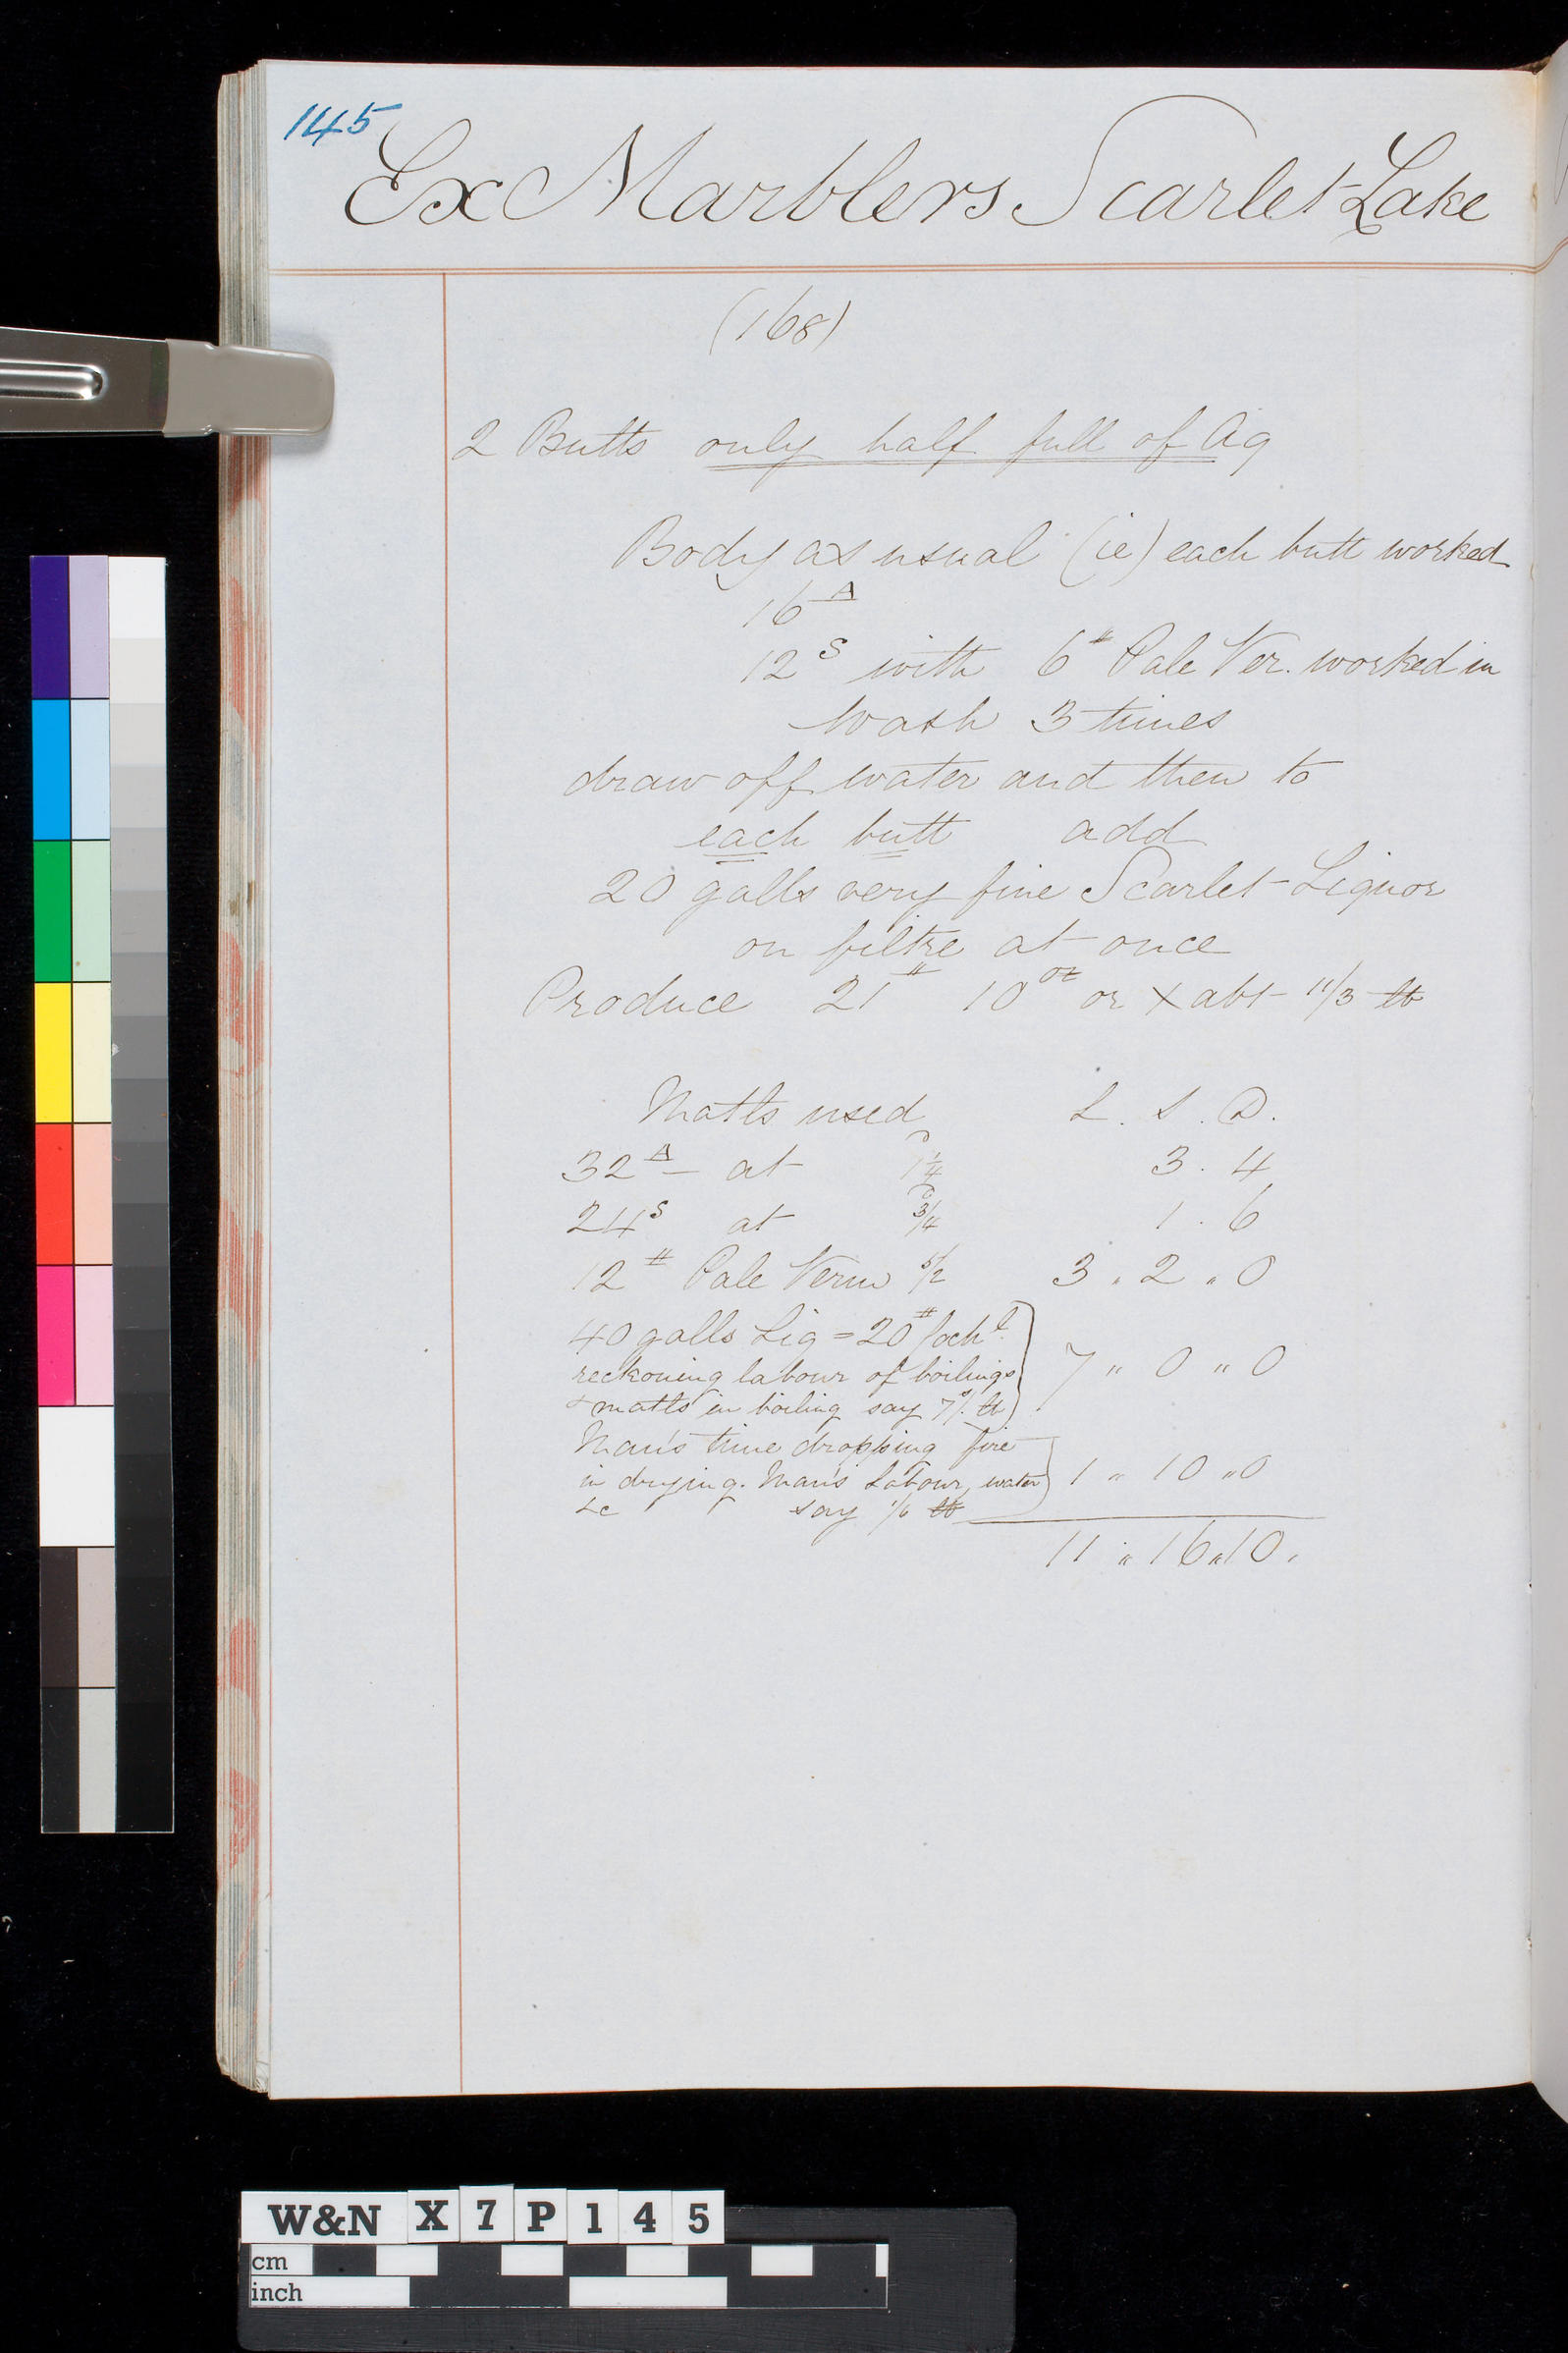 145
Ex Marblers Scarlet Lake
(168)
2 Butts only half full of Aq
Body as usual (ie) each butt worked
16 A
12 S with 6 # Pale Ver. worked in
Wash 3 times
draw off water and then to
each butt add
20 galls very fine Scarlet Liquor
on filtre at once
Produce 21 # 10 oz or x abt 11/3 lb
Matls used L. S. D.
32 A at 1 1/4 3. 4
24 S at 3/4 1. 6
12 # Pale Verm 5/2 3 " 2 " 0
40 galls Liq = 20 # Cochl
reckoning labour of boilings 7 " 0 " 0
+ matls in boiling say 7/. lb
Man's time dropping fire
in drying. Man's Labour, water 1 " 10 " 0
&c say 1/6 lb
11 " 16 " 10.
W&N X 7 P 1 4 5
cm
inch